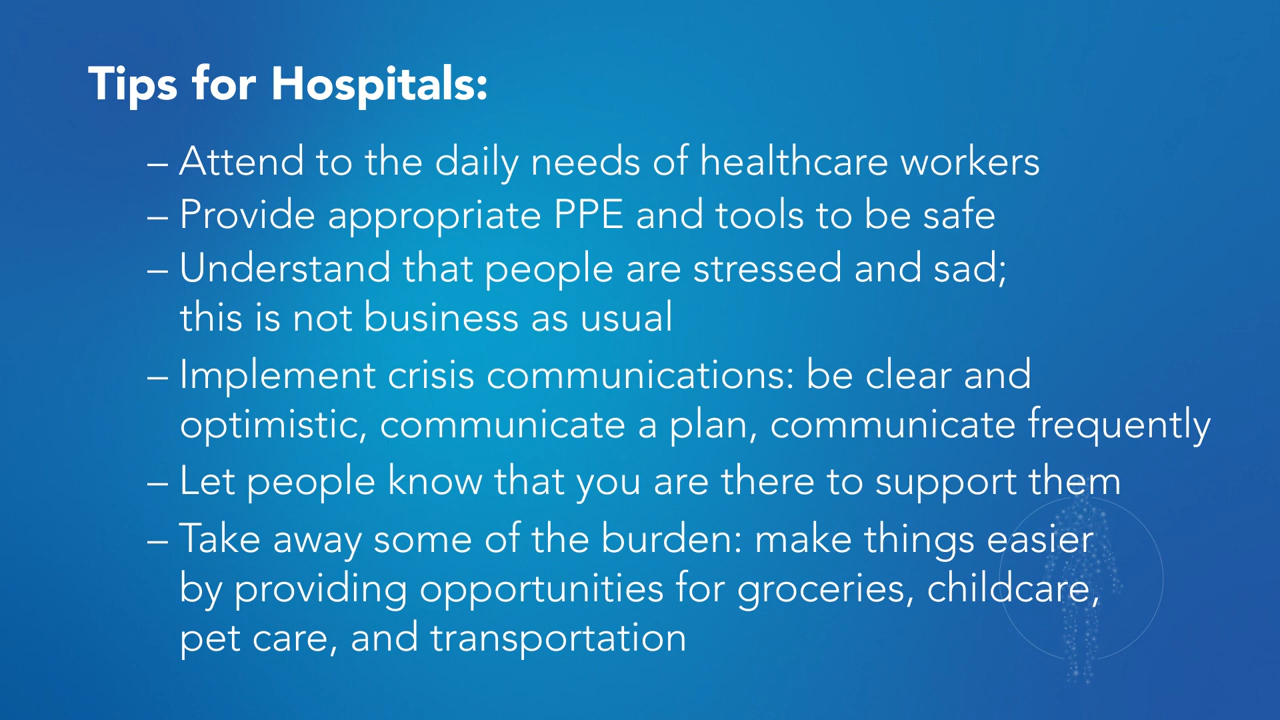 Tips for Hospitals:
– Attend to the daily needs of healthcare workers
– Provide appropriate PPE and tools to be safe
– Understand that people are stressed and sad;
this is not business as usual
– Implement crisis communications: be clear and
optimistic, communicate a plan, communicate frequently
– Let people know that you are there to support them
– Take away some of the burden: make things easier
by providing opportunities for groceries, childcare,
pet care, and transportation